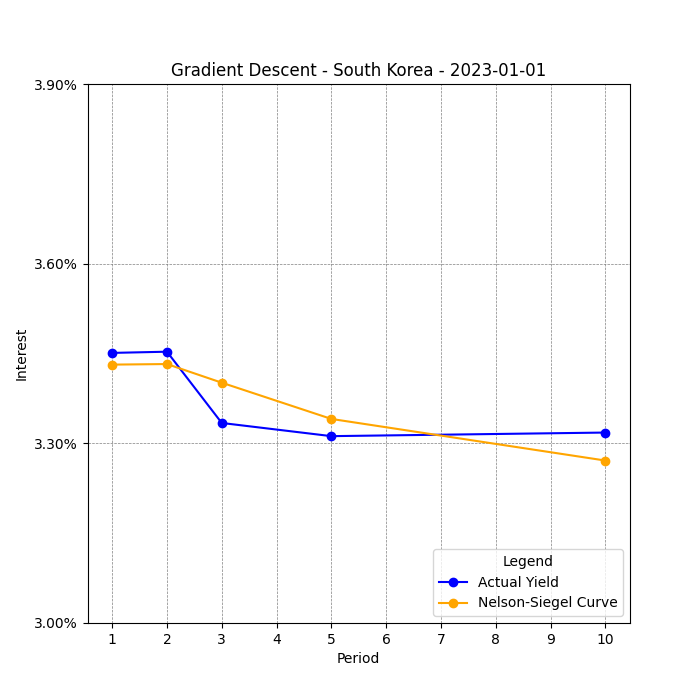 Gradient Descent - South Korea - 2023-01-01
3.90%
3.60%
3.30%
3.00%
Interest
1 2 3 4 5 6 7 8 9 10
Period
Legend
Actual Yield
Nelson-Siegel Curve